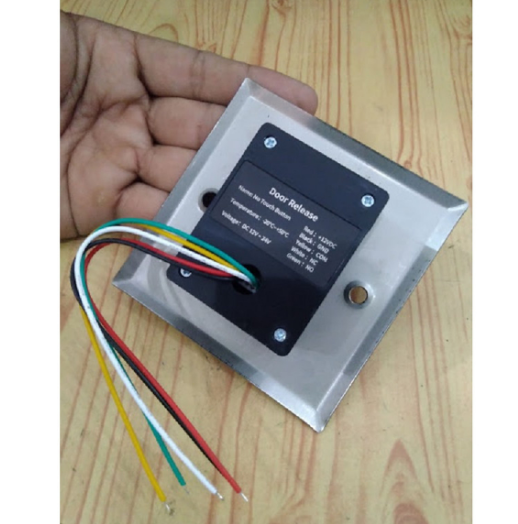 Door Release
Name: No Touch Button
Temperature: -20°C-+55°C
Voltage: DC 12V - 24V
Red: +12VDC
Black: GND
Yellow: COM
White: NC
Green: NO